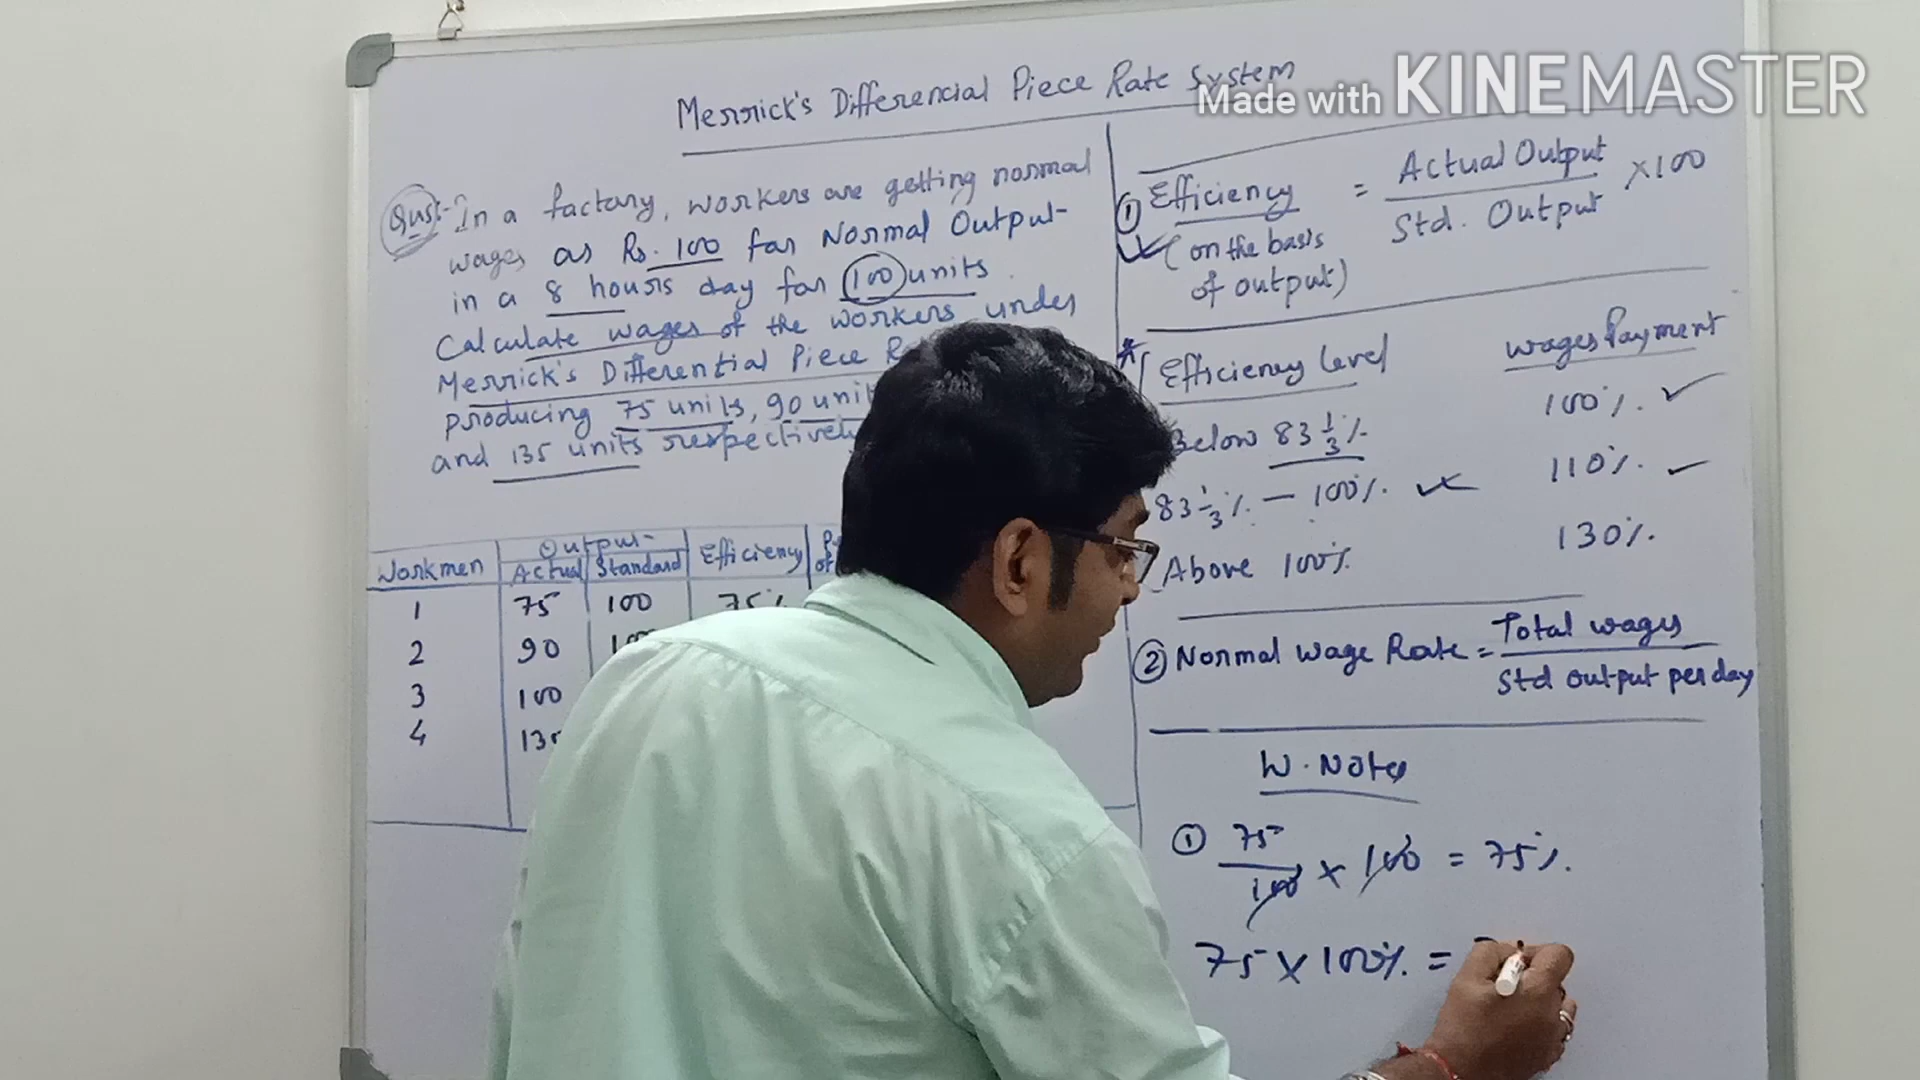 Made with KINEMASTER
Merrick's Differencial Piece Rate System
Qus:- In a factory, workers are getting normal
wages as Rs. 100 for Normal Output
in a 8 hours day for 100 units.
Calculate wages of the workers under
Merrick's Differential Piece
producing 75 units, 90
and 135 units respectively
Workmen Output Efficiency
Actual Standard
1 75 100 75%
2 90
3 100
4
① Efficiency = Actual Output / Std. Output × 100
(on the basis
of output)
* Efficiency Level Wages Payment
Below 83 1/3 % 100%.
83 1/3 % — 100%. 110%.
Above 100% 130%.
② Normal Wage Rate = Total wages / Std output per day
W. Notes
① 75 / 100 × 100 = 75%.
75 × 100% =